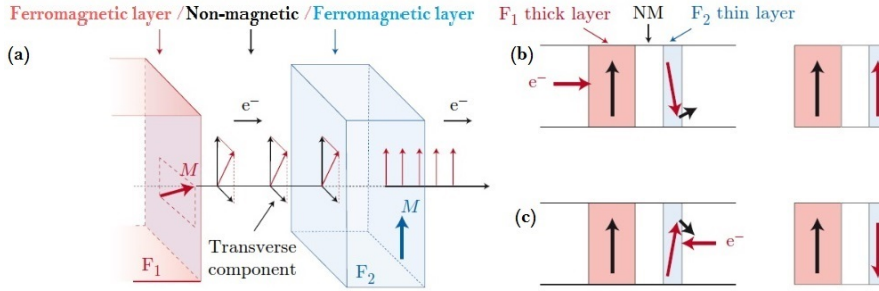 Ferromagnetic layer /Non-magnetic /Ferromagnetic layer
(a)
e⁻
e⁻
M
M
Transverse
component
F₁
F₂
F₁ thick layer
NM
F₂ thin layer
(b)
e⁻
(c)
e⁻